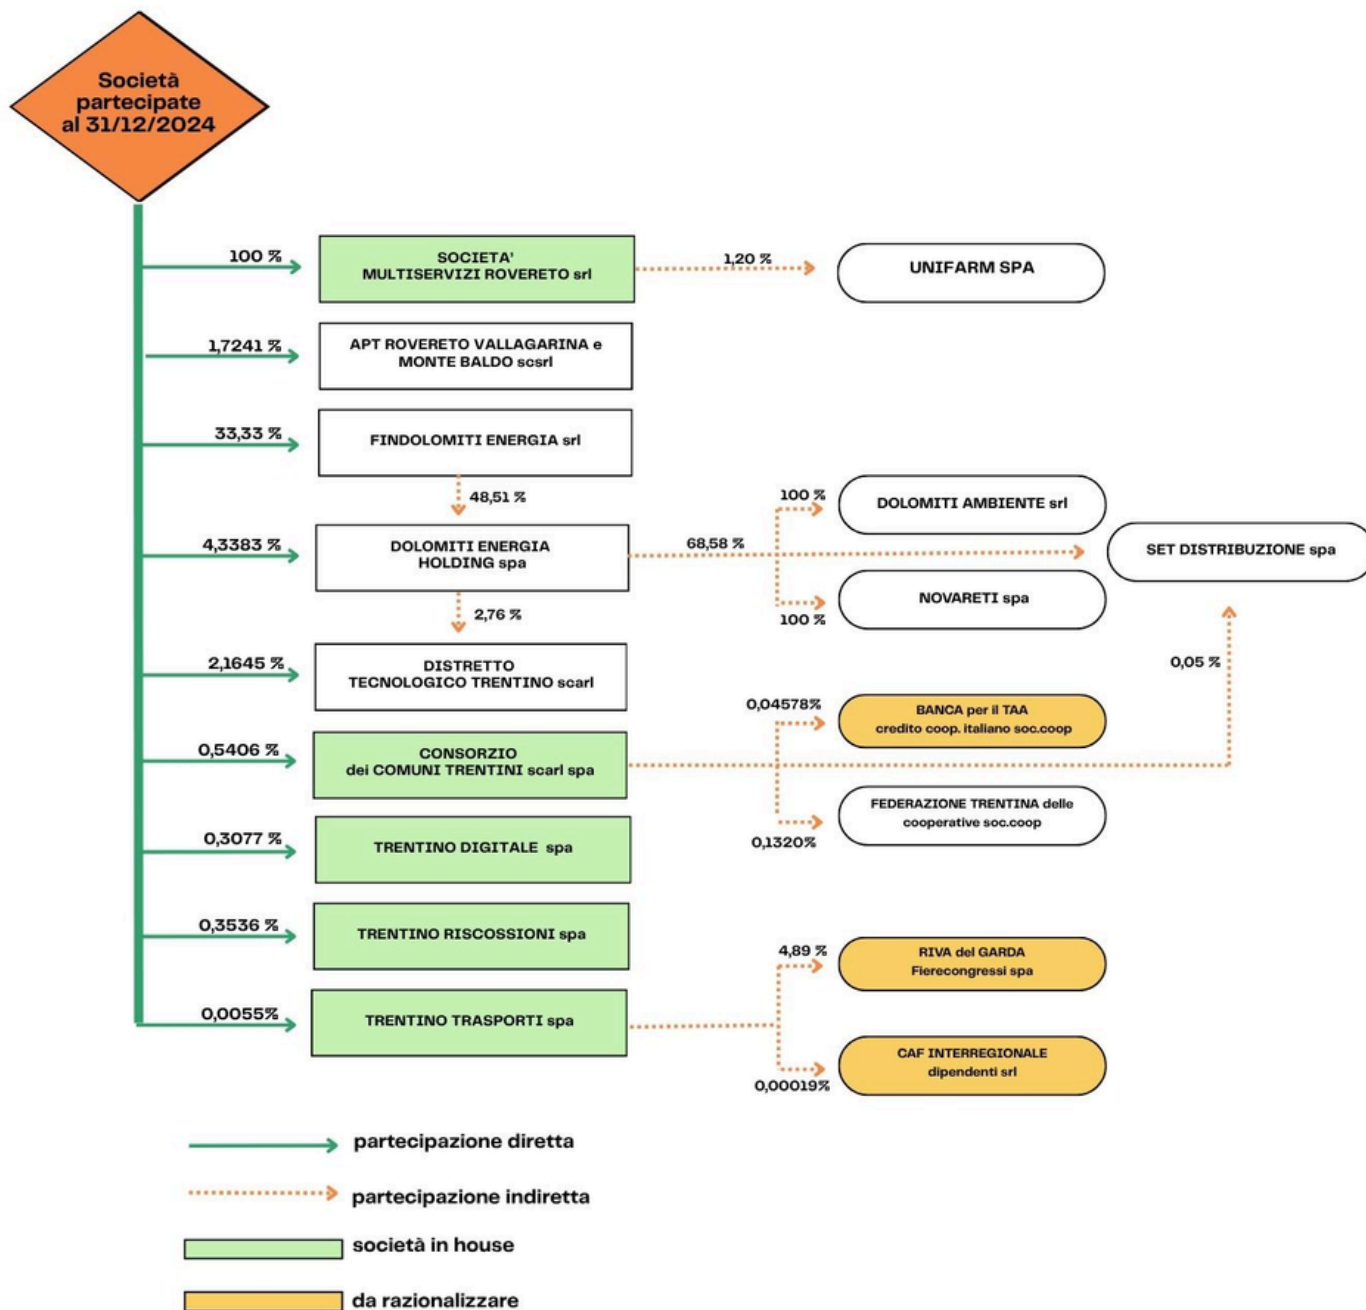 Società
partecipate
al 31/12/2024
100 %
SOCIETA'
MULTISERVIZI ROVERETO srl
1,20 %
UNIFARM SPA
1,7241 %
APT ROVERETO VALLAGARINA e
MONTE BALDO scsrl
33,33 %
FINDOLOMITI ENERGIA srl
48,51 %
100 %
DOLOMITI AMBIENTE srl
4,3383 %
DOLOMITI ENERGIA
HOLDING spa
68,58 %
SET DISTRIBUZIONE spa
NOVARETI spa
100 %
2,76 %
2,1645 %
DISTRETTO
TECNOLOGICO TRENTINO scarl
0,05 %
0,04578%
BANCA per il TAA
credito coop. italiano soc.coop
0,5406 %
CONSORZIO
dei COMUNI TRENTINI scarl spa
FEDERAZIONE TRENTINA delle
cooperative soc.coop
0,1320%
0,3077 %
TRENTINO DIGITALE spa
0,3536 %
TRENTINO RISCOSSIONI spa
4,89 %
RIVA del GARDA
Fierecongressi spa
0,0055%
TRENTINO TRASPORTI spa
CAF INTERREGIONALE
dipendenti srl
0,00019%
partecipazione diretta
partecipazione indiretta
società in house
da razionalizzare